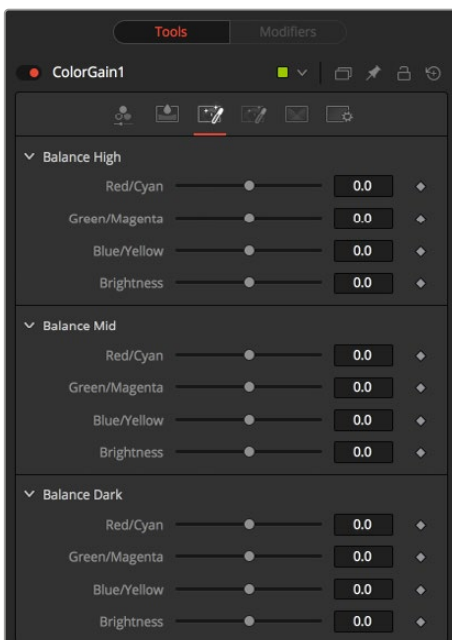 Tools Modifiers
ColorGain1
Balance High
Red/Cyan 0.0
Green/Magenta 0.0
Blue/Yellow 0.0
Brightness 0.0
Balance Mid
Red/Cyan 0.0
Green/Magenta 0.0
Blue/Yellow 0.0
Brightness 0.0
Balance Dark
Red/Cyan 0.0
Green/Magenta 0.0
Blue/Yellow 0.0
Brightness 0.0